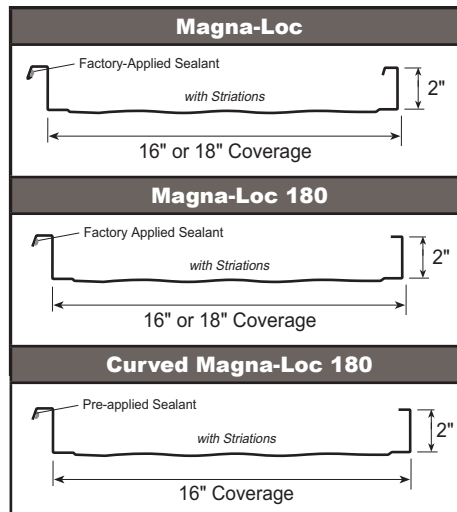 Magna-Loc
Factory-Applied Sealant
with Striations
2"
16" or 18" Coverage
Magna-Loc 180
Factory Applied Sealant
with Striations
2"
16" or 18" Coverage
Curved Magna-Loc 180
Pre-applied Sealant
with Striations
2"
16" Coverage